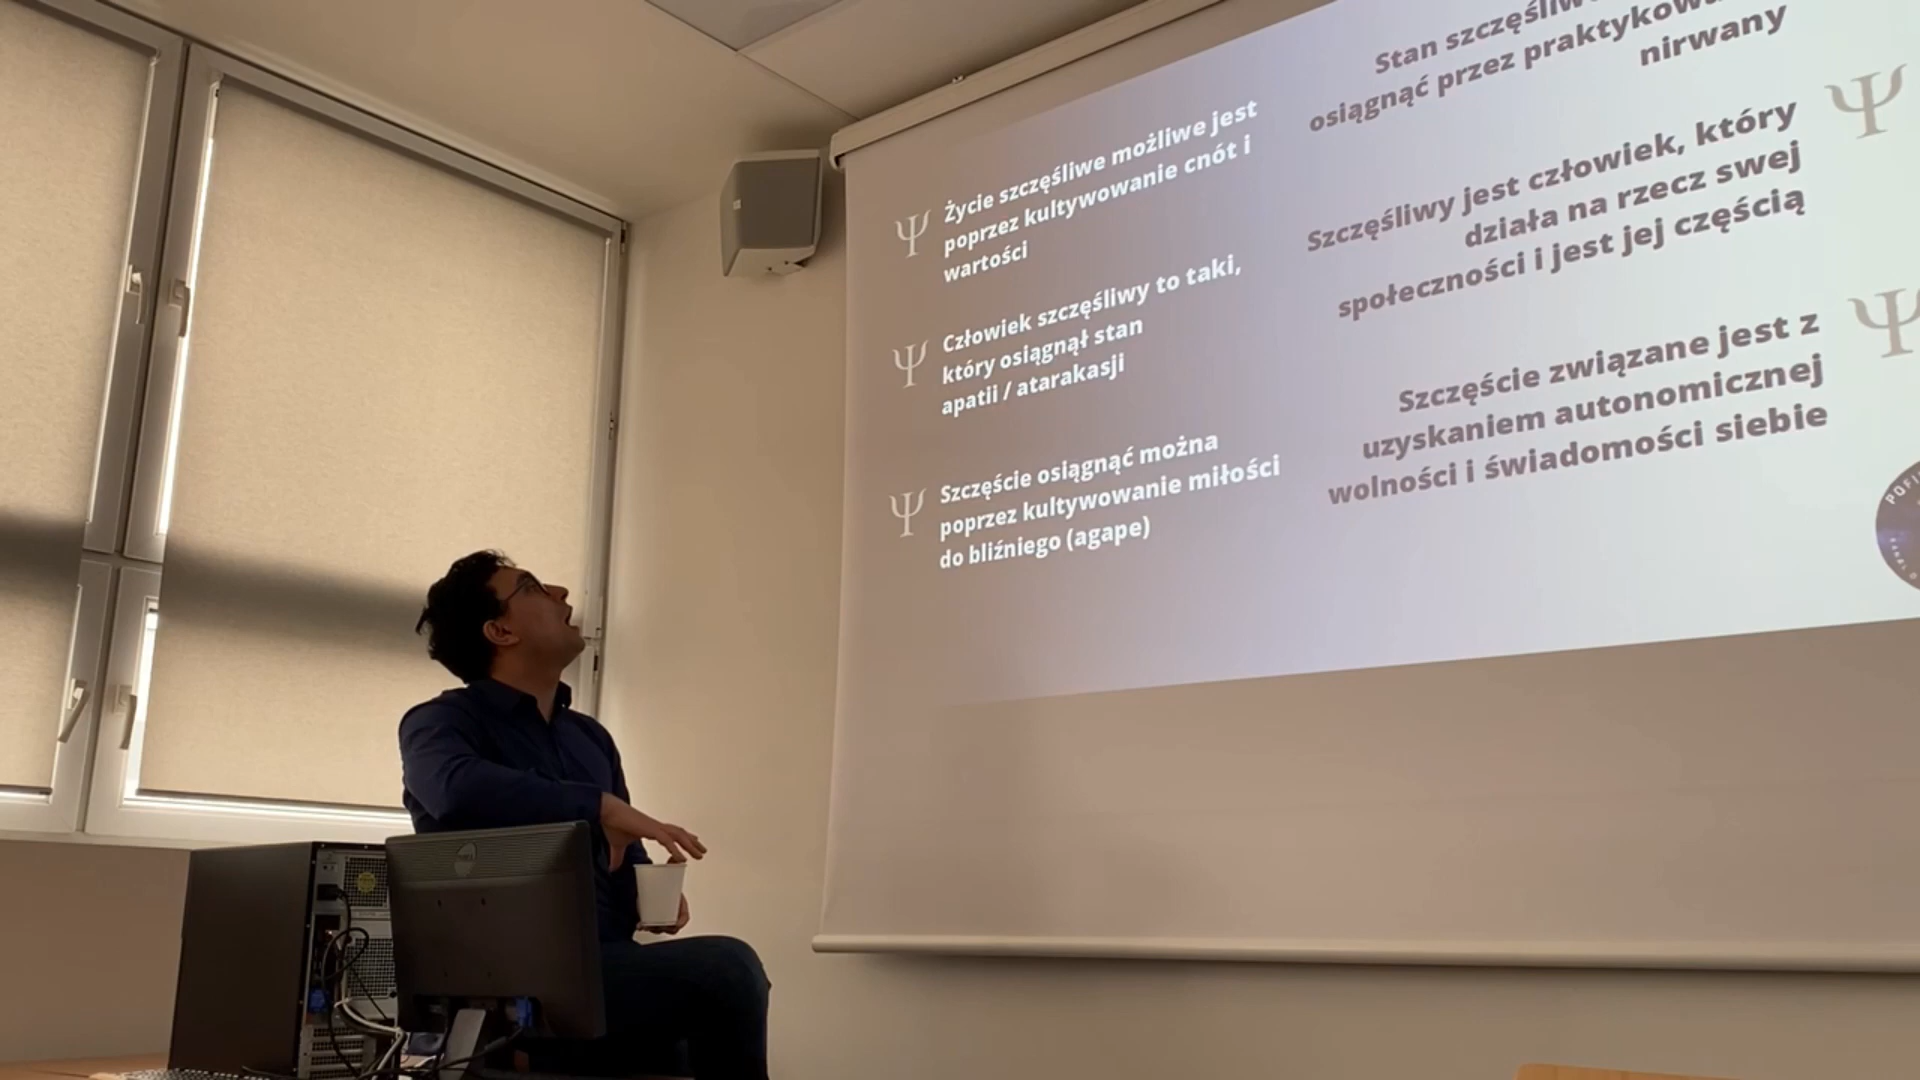 Życie szczęśliwe możliwe jest
poprzez kultywowanie cnót i
wartości
Człowiek szczęśliwy to taki,
który osiągnął stan
apatii / atarakasji
Szczęście osiągnąć można
poprzez kultywowanie miłości
do bliźniego (agape)
Stan
osiągnąć przez
nirwany
Szczęśliwy jest człowiek, który
działa na rzecz swej
społeczności i jest jej częścią
Szczęście związane jest z
uzyskaniem autonomicznej
wolności i świadomości siebie
DELL